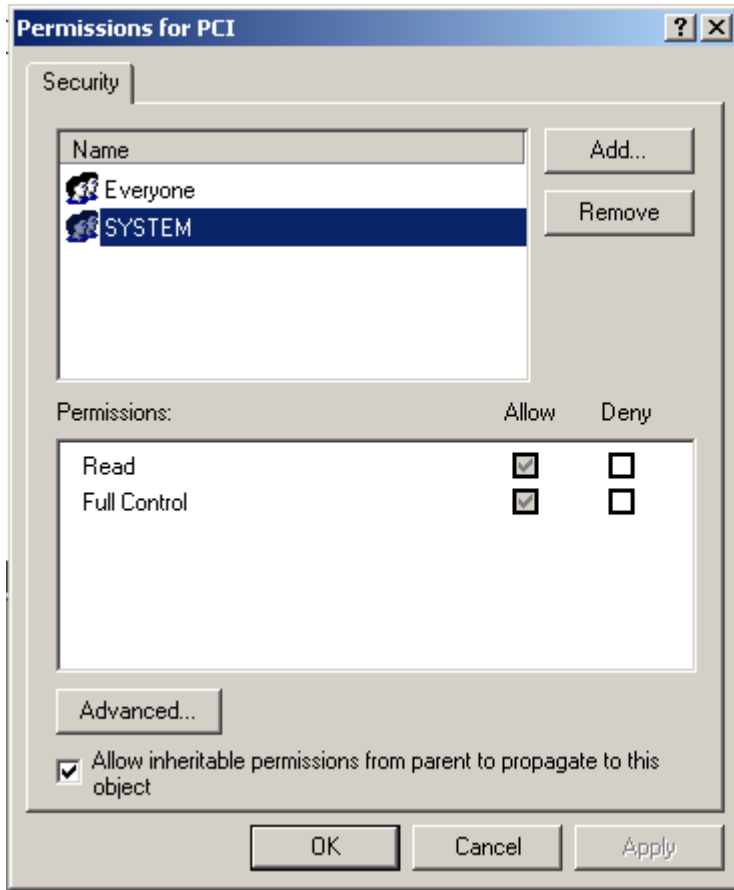 Permissions for PCI
Security
Name
Add...
Everyone
SYSTEM
Remove
Permissions: Allow Deny
Read
Full Control
Advanced...
Allow inheritable permissions from parent to propagate to this
object
OK Cancel Apply